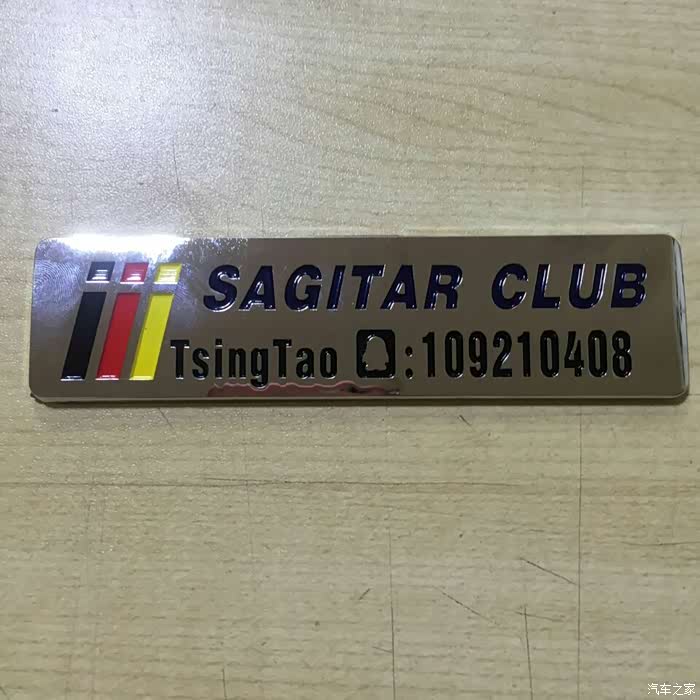 SAGITAR CLUB
TsingTao :109210408
汽车之家